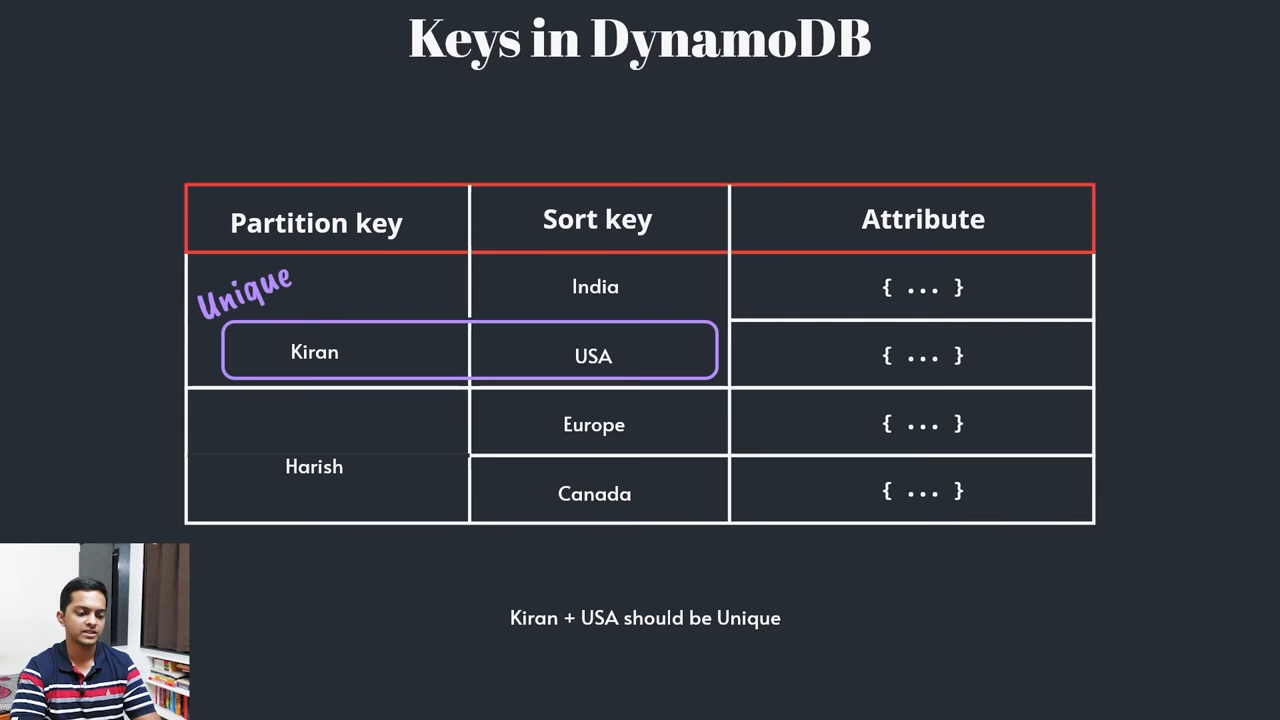 Keys in DynamoDB
Partition key Sort key Attribute
Unique
India { ... }
Kiran USA { ... }
Europe { ... }
Harish
Canada { ... }
Kiran + USA should be Unique